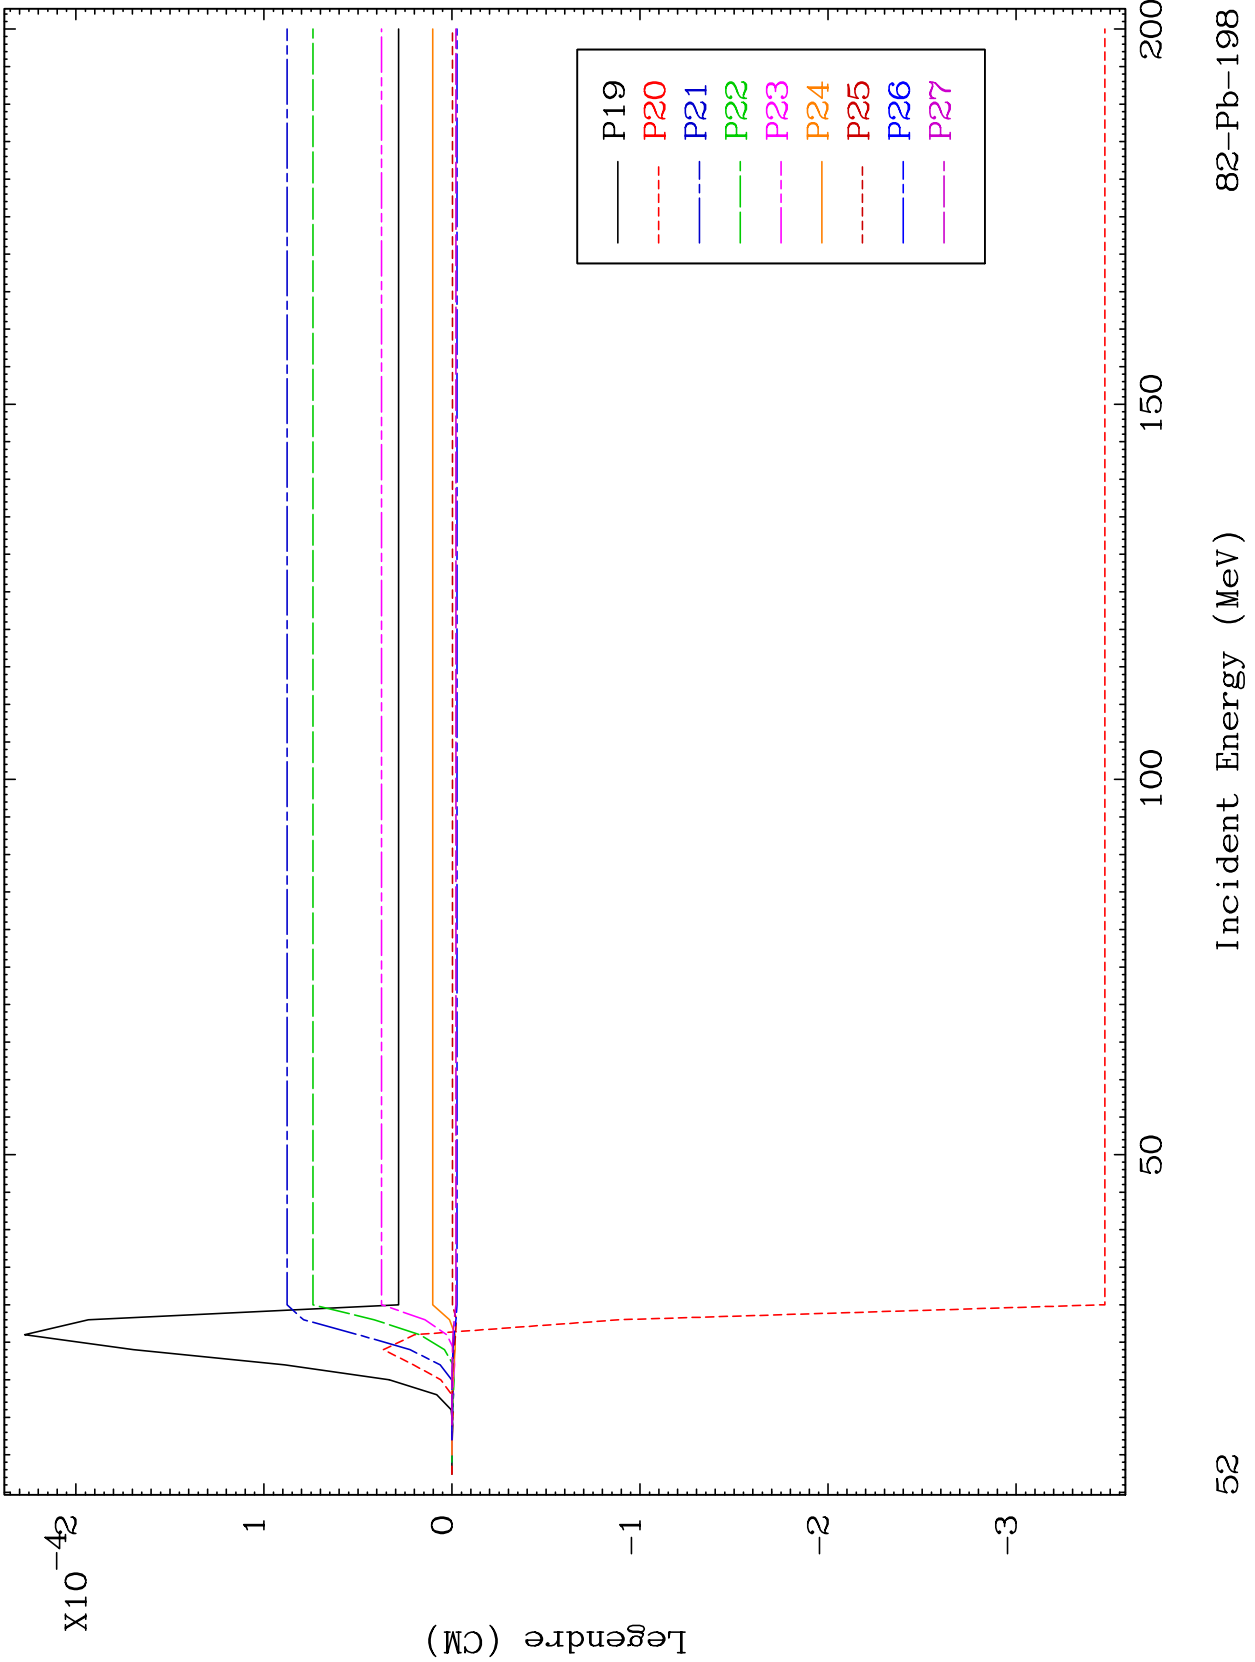 X10-4
2
1
0
-1
-2
-3
Legendre (CM)
P19
P20
P21
P22
P23
P24
P25
P26
P27
50
100
150
200
52
Incident Energy (MeV)
82-Pb-198